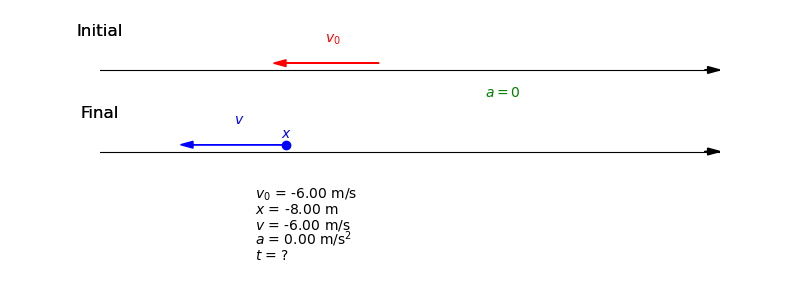 Initial
v₀
a = 0
Final
v
x
v₀ = -6.00 m/s
x = -8.00 m
v = -6.00 m/s
a = 0.00 m/s²
t = ?